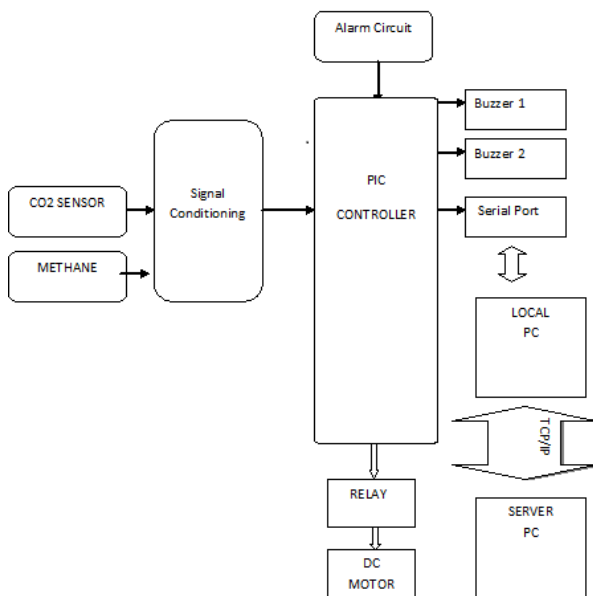 Alarm Circuit
Buzzer 1
Buzzer 2
PIC
CONTROLLER
Signal
Conditioning
CO2 SENSOR
METHANE
Serial Port
LOCAL
PC
TCP/IP
RELAY
SERVER
PC
DC
MOTOR